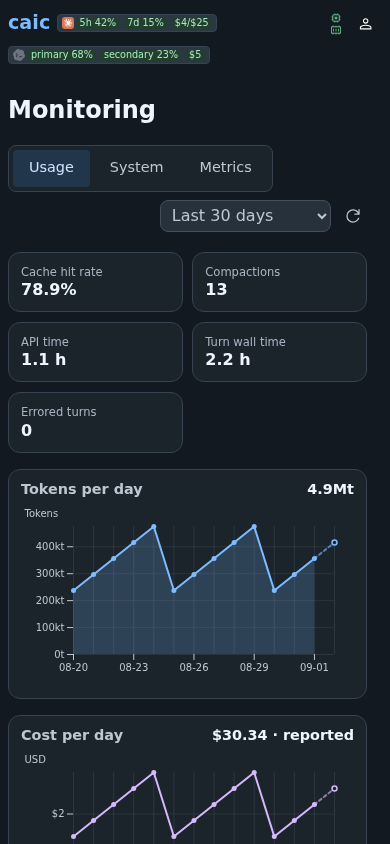 caic 5h 42% 7d 15% $4/$25
primary 68% secondary 23% $5
Monitoring
Usage System Metrics
Last 30 days
Cache hit rate
78.9%
Compactions
13
API time
1.1 h
Turn wall time
2.2 h
Errored turns
0
Tokens per day 4.9Mt
Tokens
400kt
300kt
200kt
100kt
0t
08-20 08-23 08-26 08-29 09-01
Cost per day $30.34 · reported
USD
$2